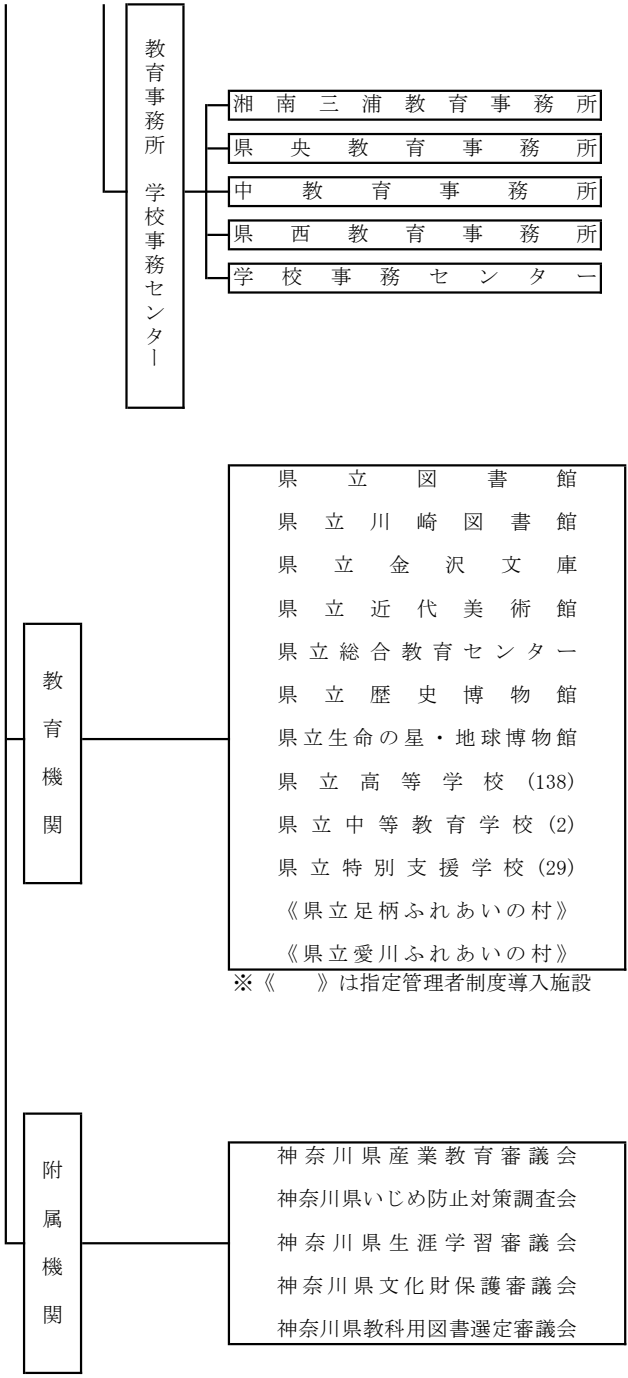 教育事務所　学校事務センター
湘南三浦教育事務所
県央教育事務所
中教育事務所
県西教育事務所
学校事務センター
教育機関
県立図書館
県立川崎図書館
県立金沢文庫
県立近代美術館
県立総合教育センター
県立歴史博物館
県立生命の星・地球博物館
県立高等学校(138)
県立中等教育学校(2)
県立特別支援学校(29)
《県立足柄ふれあいの村》
《県立愛川ふれあいの村》
※《　　》は指定管理者制度導入施設
附属機関
神奈川県産業教育審議会
神奈川県いじめ防止対策調査会
神奈川県生涯学習審議会
神奈川県文化財保護審議会
神奈川県教科用図書選定審議会